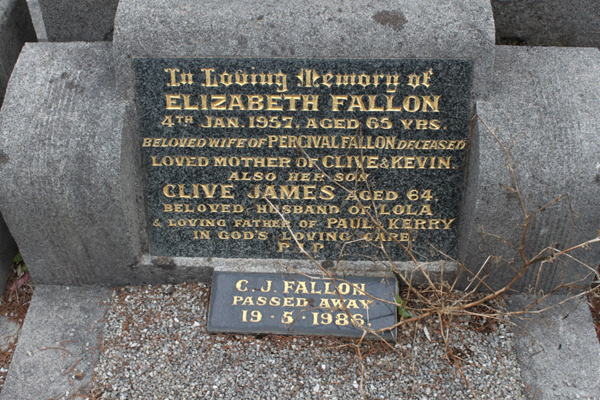 In Loving Memory of
ELIZABETH FALLON
4TH JAN. 1957. AGED 65 YRS.
BELOVED WIFE OF PERCIVAL FALLON DECEASED
LOVED MOTHER OF CLIVE & KEVIN
ALSO HER SON
CLIVE JAMES AGED 64.
BELOVED HUSBAND OF LOLA
& LOVING FATHER OF PAUL, KERRY
IN GOD'S LOVING CARE.
R.I.P.
C. J. FALLON
PASSED AWAY
19·5·1986.